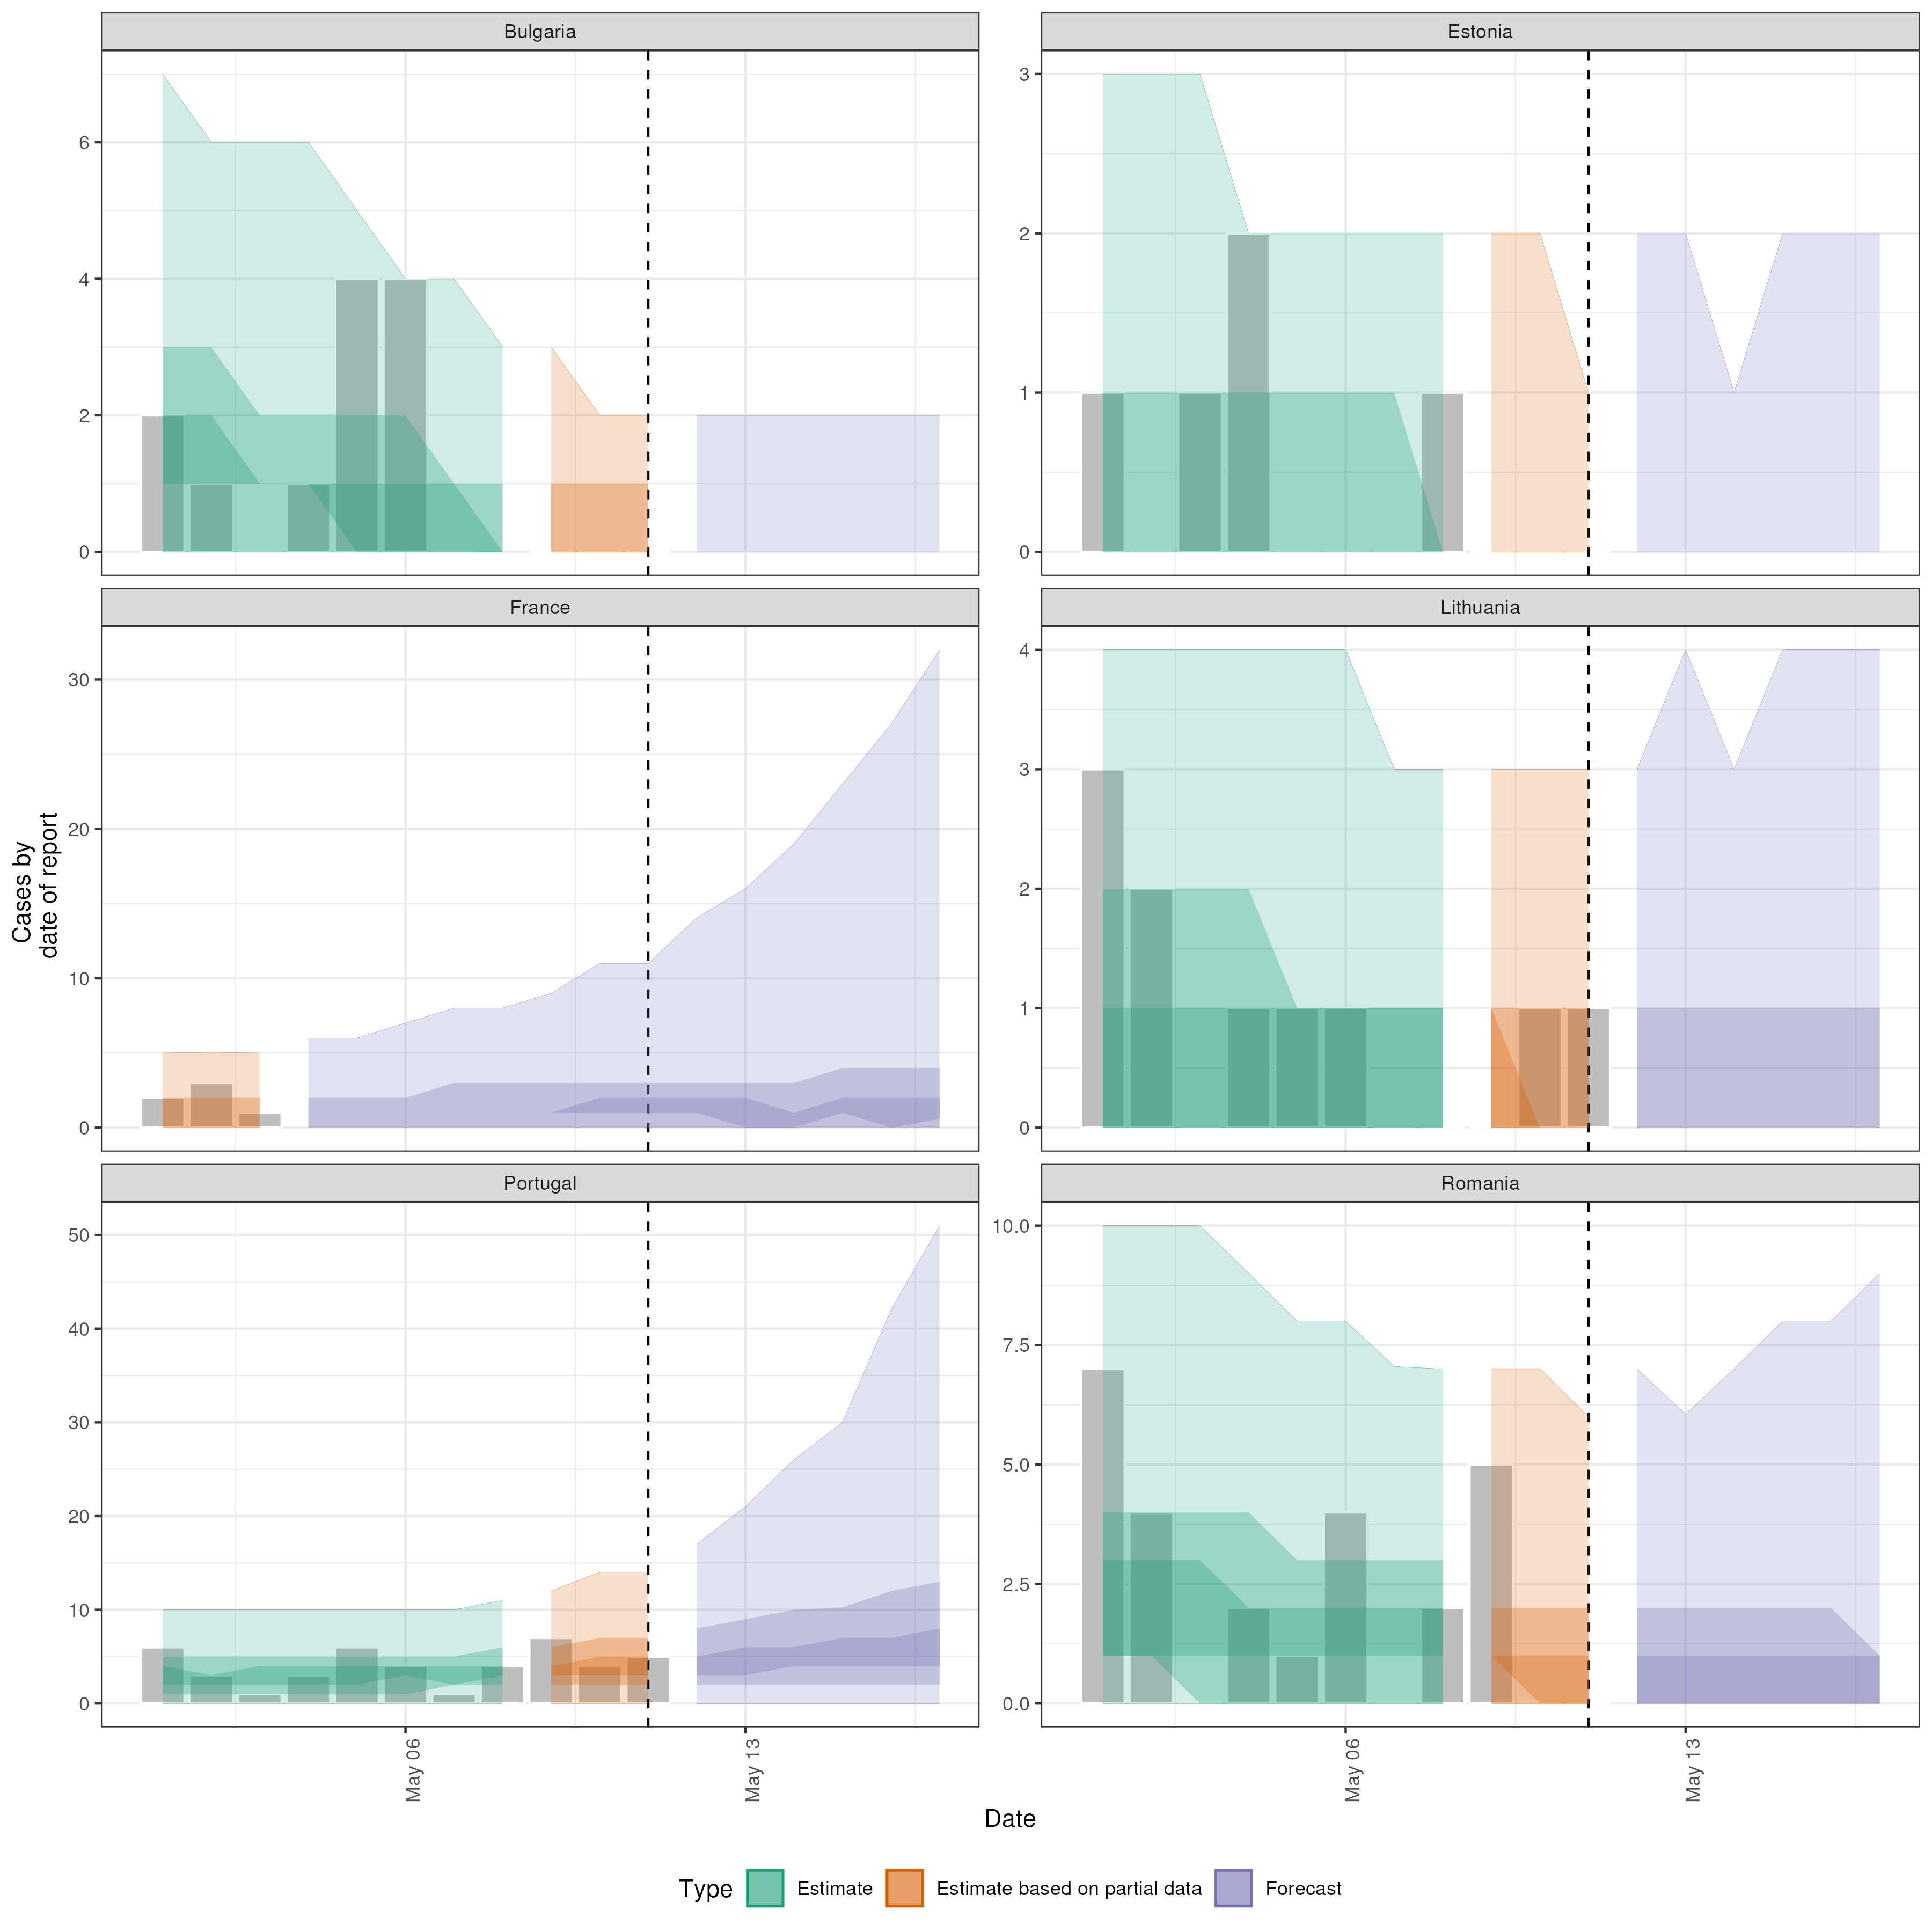 Bulgaria
Estonia
6
4
2
0
3
2
1
0
France
Lithuania
30
20
10
0
4
3
2
1
0
Cases by
date of report
Portugal
Romania
50
40
30
20
10
0
10.0
7.5
5.0
2.5
0.0
May 06
May 13
May 06
May 13
Date
Type Estimate Estimate based on partial data Forecast